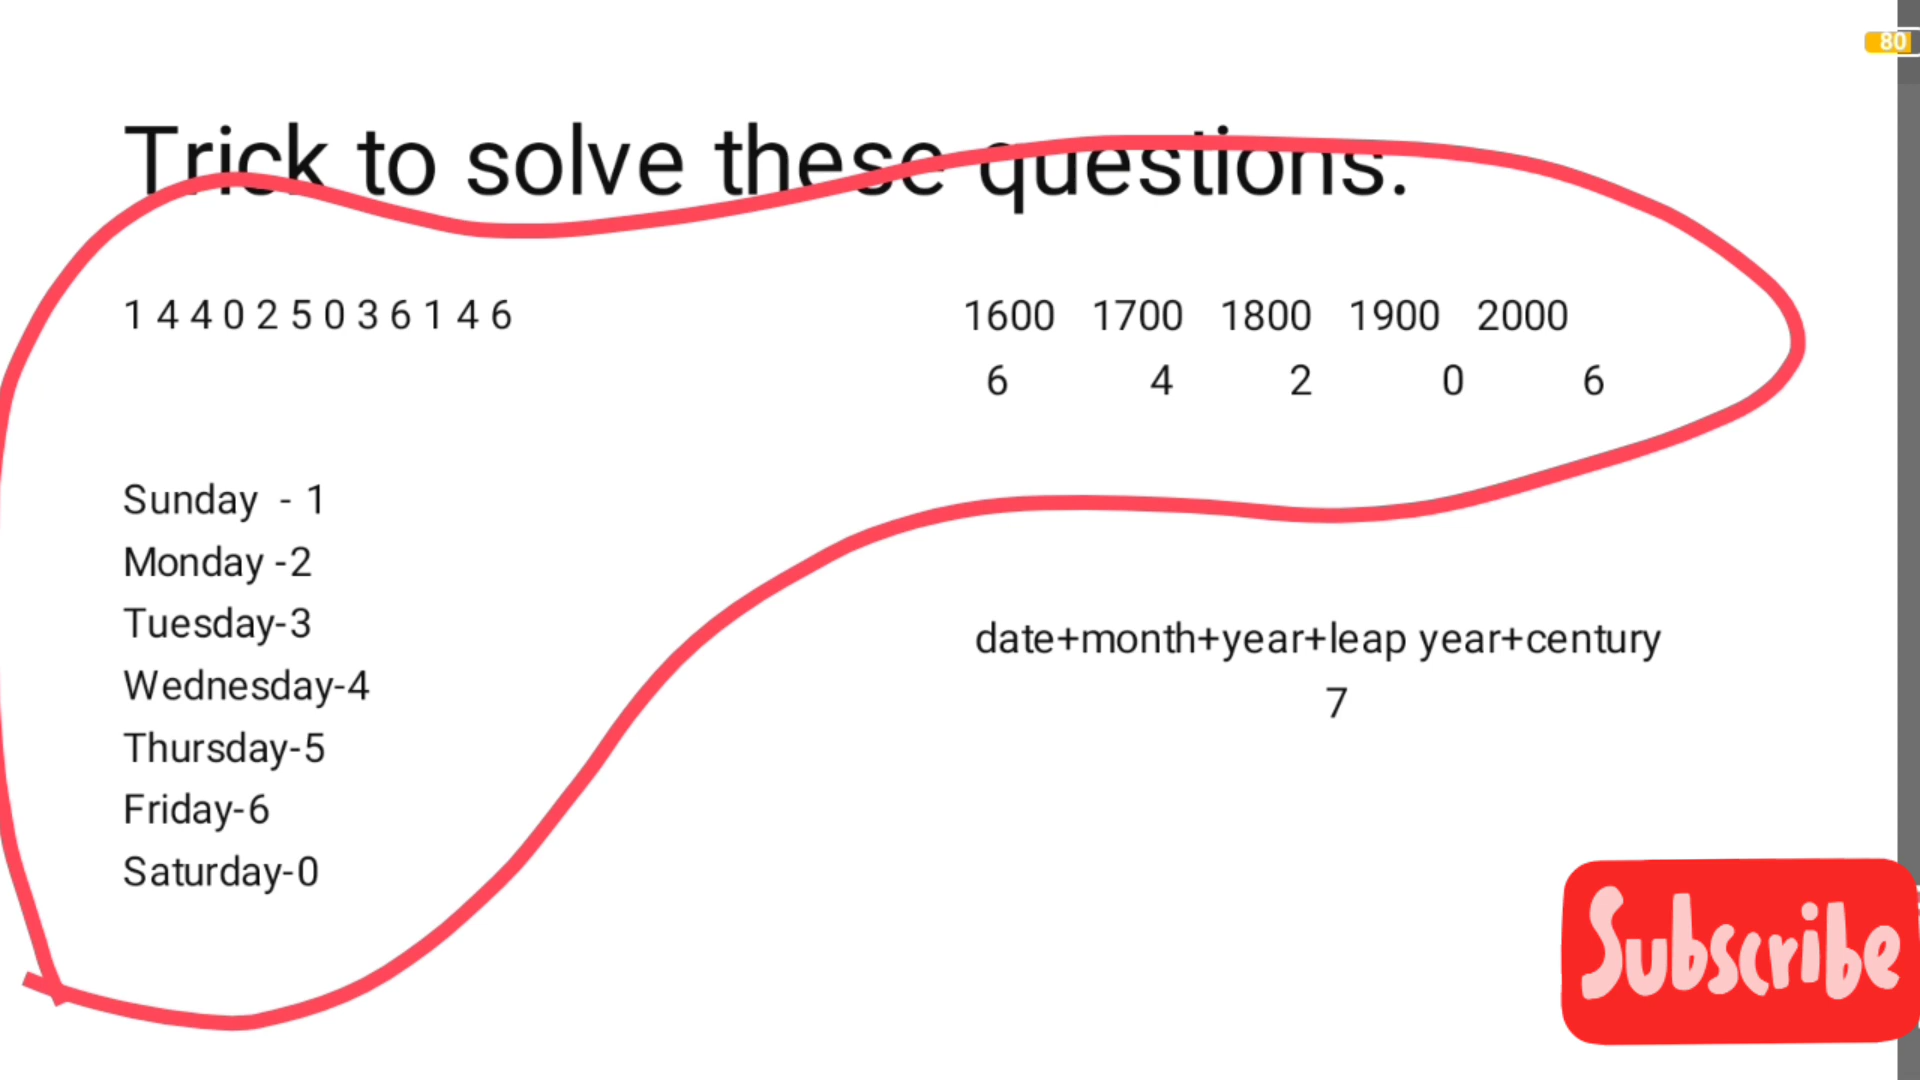 80
Trick to solve these questions.
1 4 4 0 2 5 0 3 6 1 4 6
1600 1700 1800 1900 2000
6 4 2 0 6
Sunday - 1
Monday -2
Tuesday-3
Wednesday-4
Thursday-5
Friday-6
Saturday-0
date+month+year+leap year+century
7
Subscribe